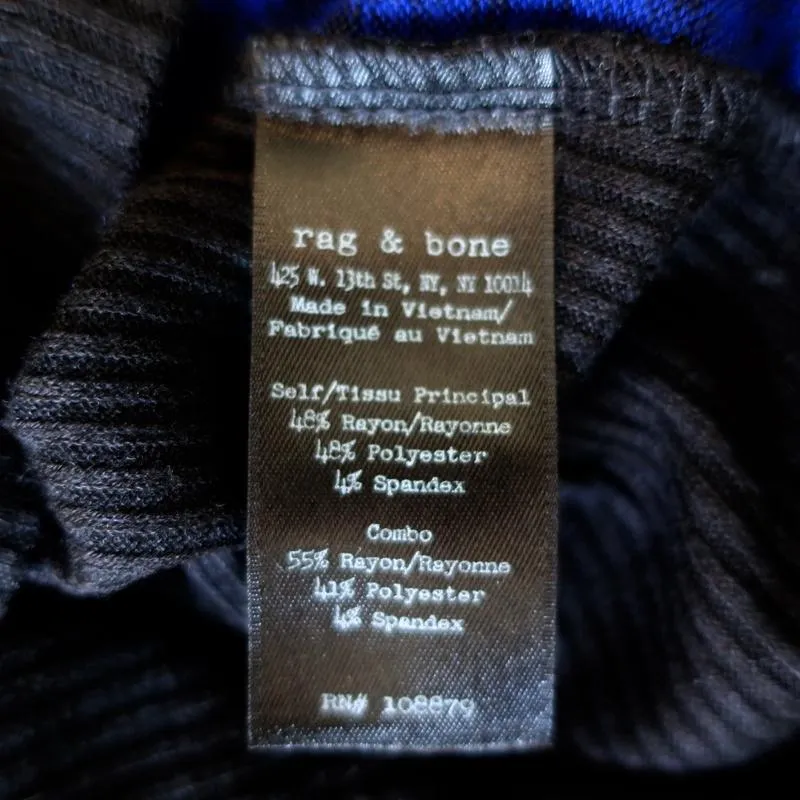 rag & bone
425 W. 13th St, NY, NY 10014
Made in Vietnam/
Fabriqué au Vietnam
Self/Tissu Principal
48% Rayon/Rayonne
48% Polyester
4% Spandex
Combo
55% Rayon/Rayonne
41% Polyester
4% Spandex
RN# 108879